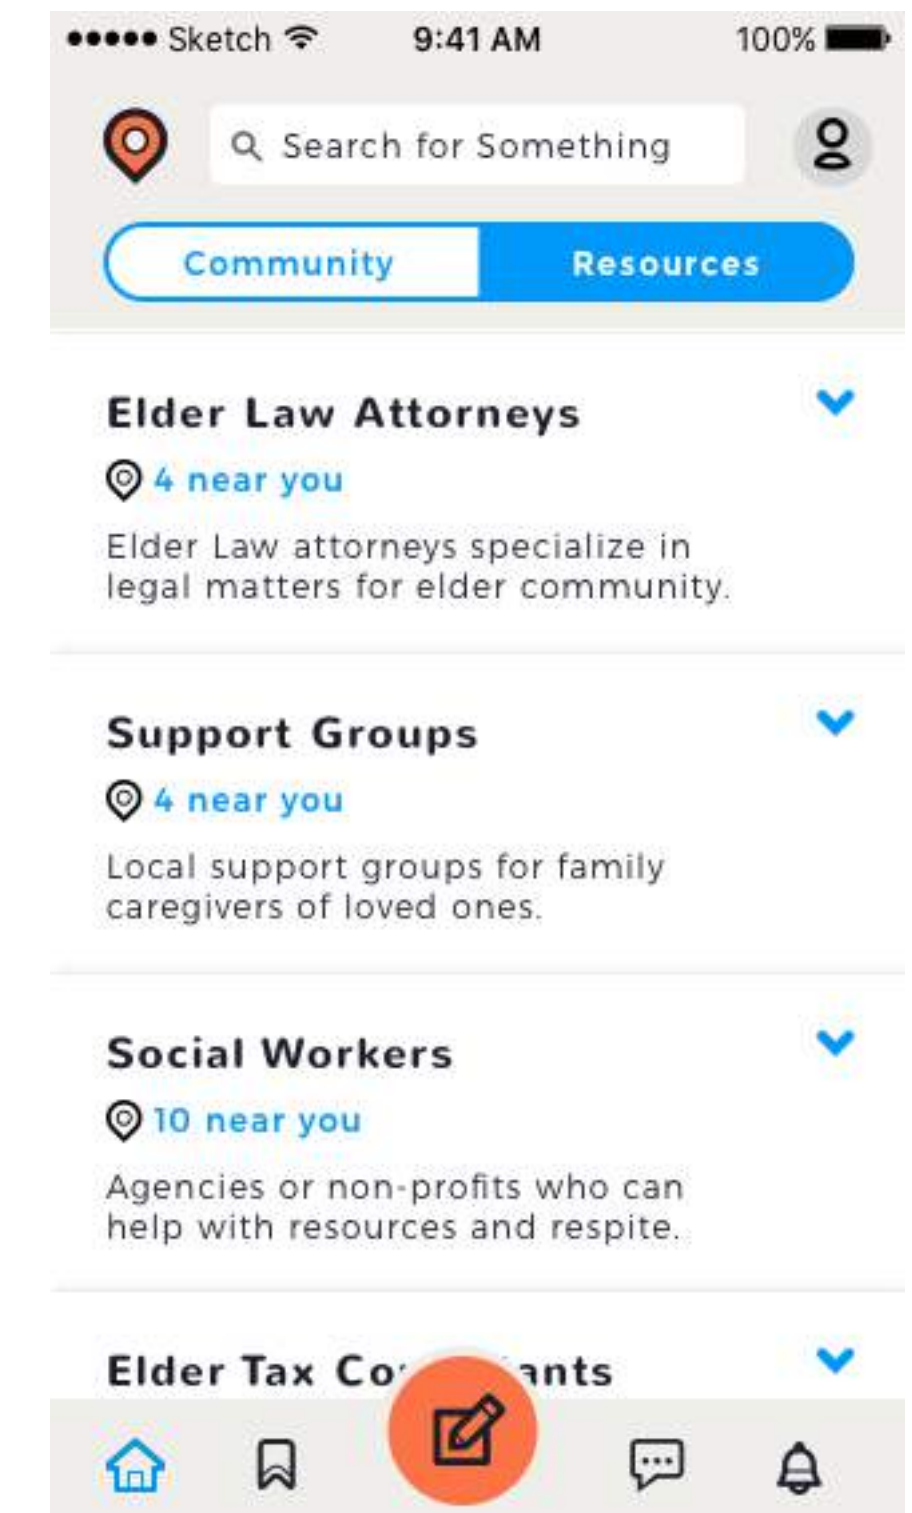 Sketch 9:41 AM 100%
Search for Something
Community Resources
Elder Law Attorneys
4 near you
Elder Law attorneys specialize in
legal matters for elder community.
Support Groups
4 near you
Local support groups for family
caregivers of loved ones.
Social Workers
10 near you
Agencies or non-profits who can
help with resources and respite.
Elder Tax